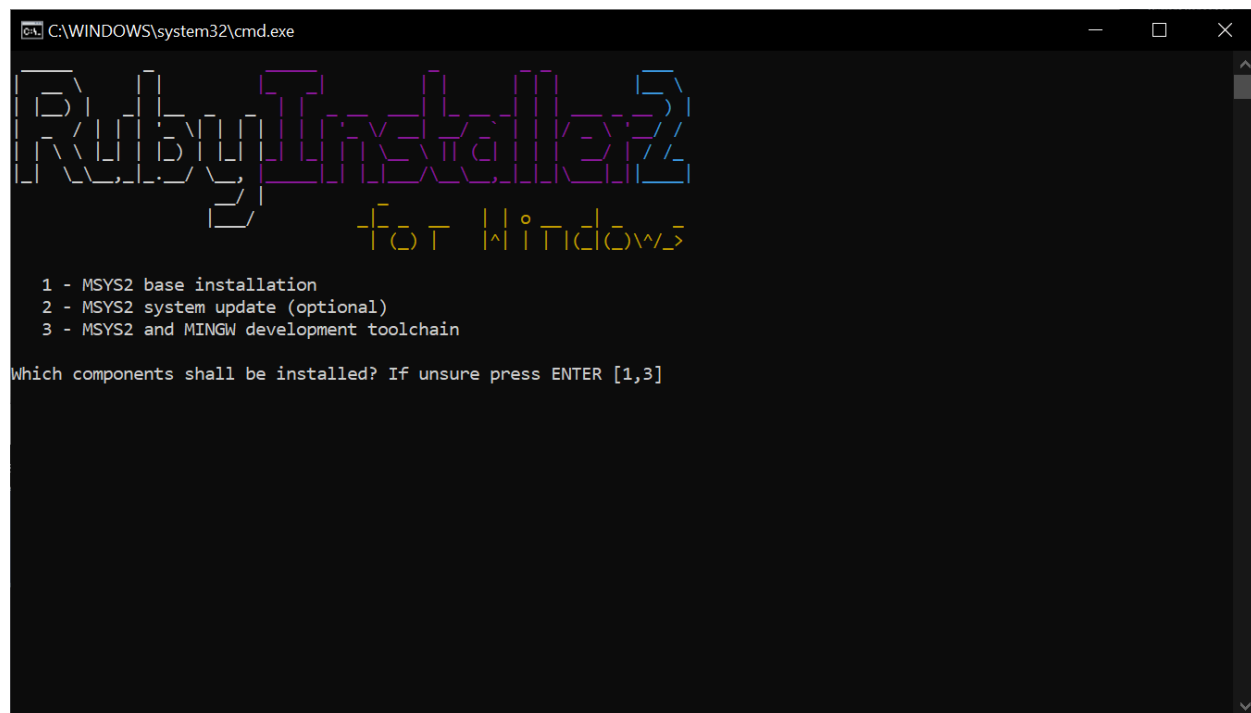 C:\WINDOWS\system32\cmd.exe
RubyInstaller2
for Windows
1 - MSYS2 base installation
2 - MSYS2 system update (optional)
3 - MSYS2 and MINGW development toolchain
Which components shall be installed? If unsure press ENTER [1,3]